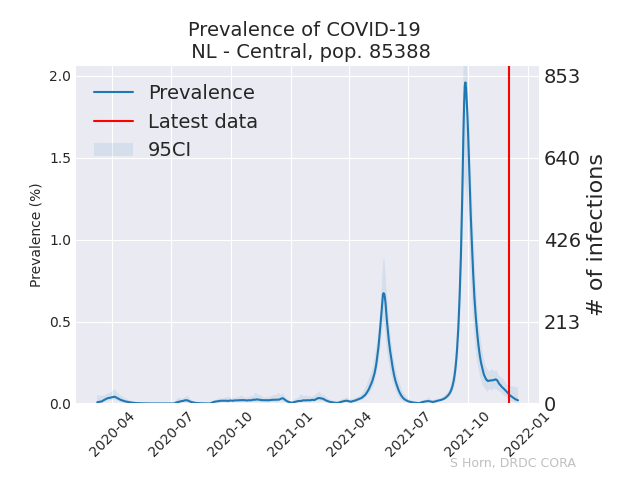 Prevalence of COVID-19
NL - Central, pop. 85388
Prevalence
Latest data
95CI
Prevalence (%)
2.0
1.5
1.0
0.5
0.0
853
640
426
213
0
# of infections
2020-04
2020-07
2020-10
2021-01
2021-04
2021-07
2021-10
2022-01
S Horn, DRDC CORA